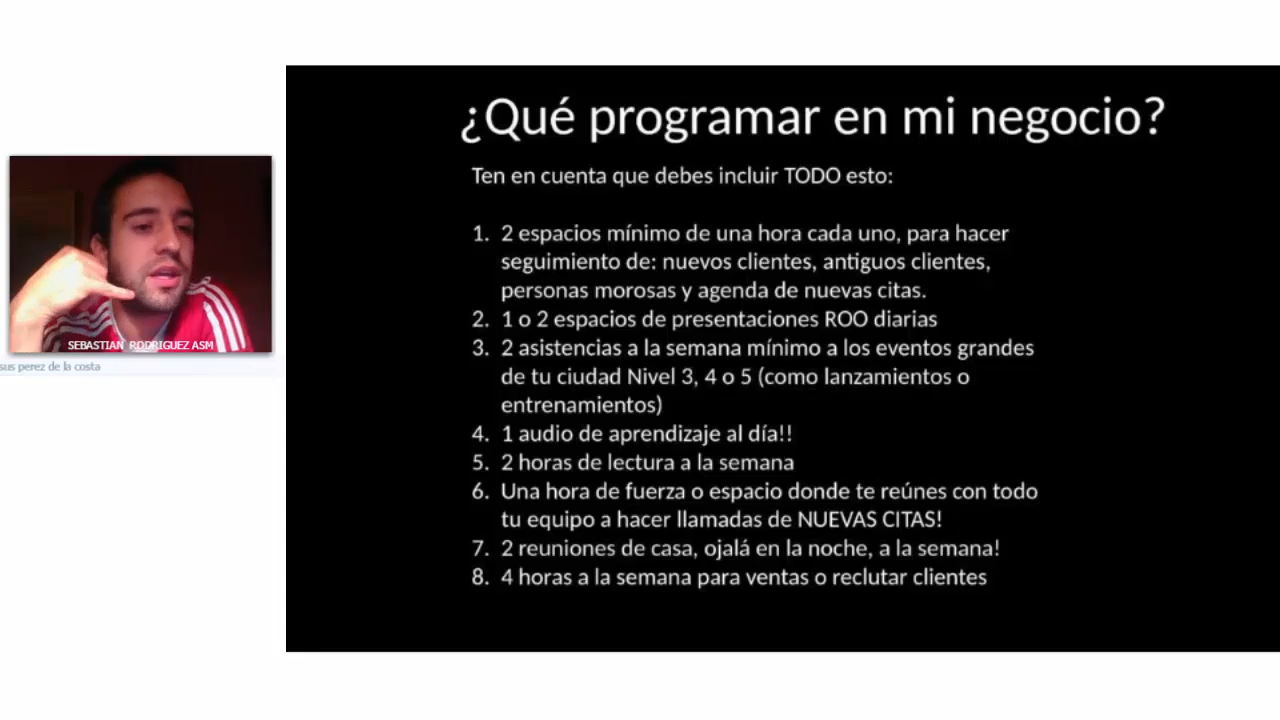 ¿Qué programar en mi negocio?
Ten en cuenta que debes incluir TODO esto:
1. 2 espacios mínimo de una hora cada uno, para hacer
seguimiento de: nuevos clientes, antiguos clientes,
personas morosas y agenda de nuevas citas.
2. 1 o 2 espacios de presentaciones ROO diarias
3. 2 asistencias a la semana mínimo a los eventos grandes
de tu ciudad Nivel 3, 4 o 5 (como lanzamientos o
entrenamientos)
4. 1 audio de aprendizaje al día!!
5. 2 horas de lectura a la semana
6. Una hora de fuerza o espacio donde te reúnes con todo
tu equipo a hacer llamadas de NUEVAS CITAS!
7. 2 reuniones de casa, ojalá en la noche, a la semana!
8. 4 horas a la semana para ventas o reclutar clientes
SEBASTIAN RODRIGUEZ ASM
sus perez de la costa